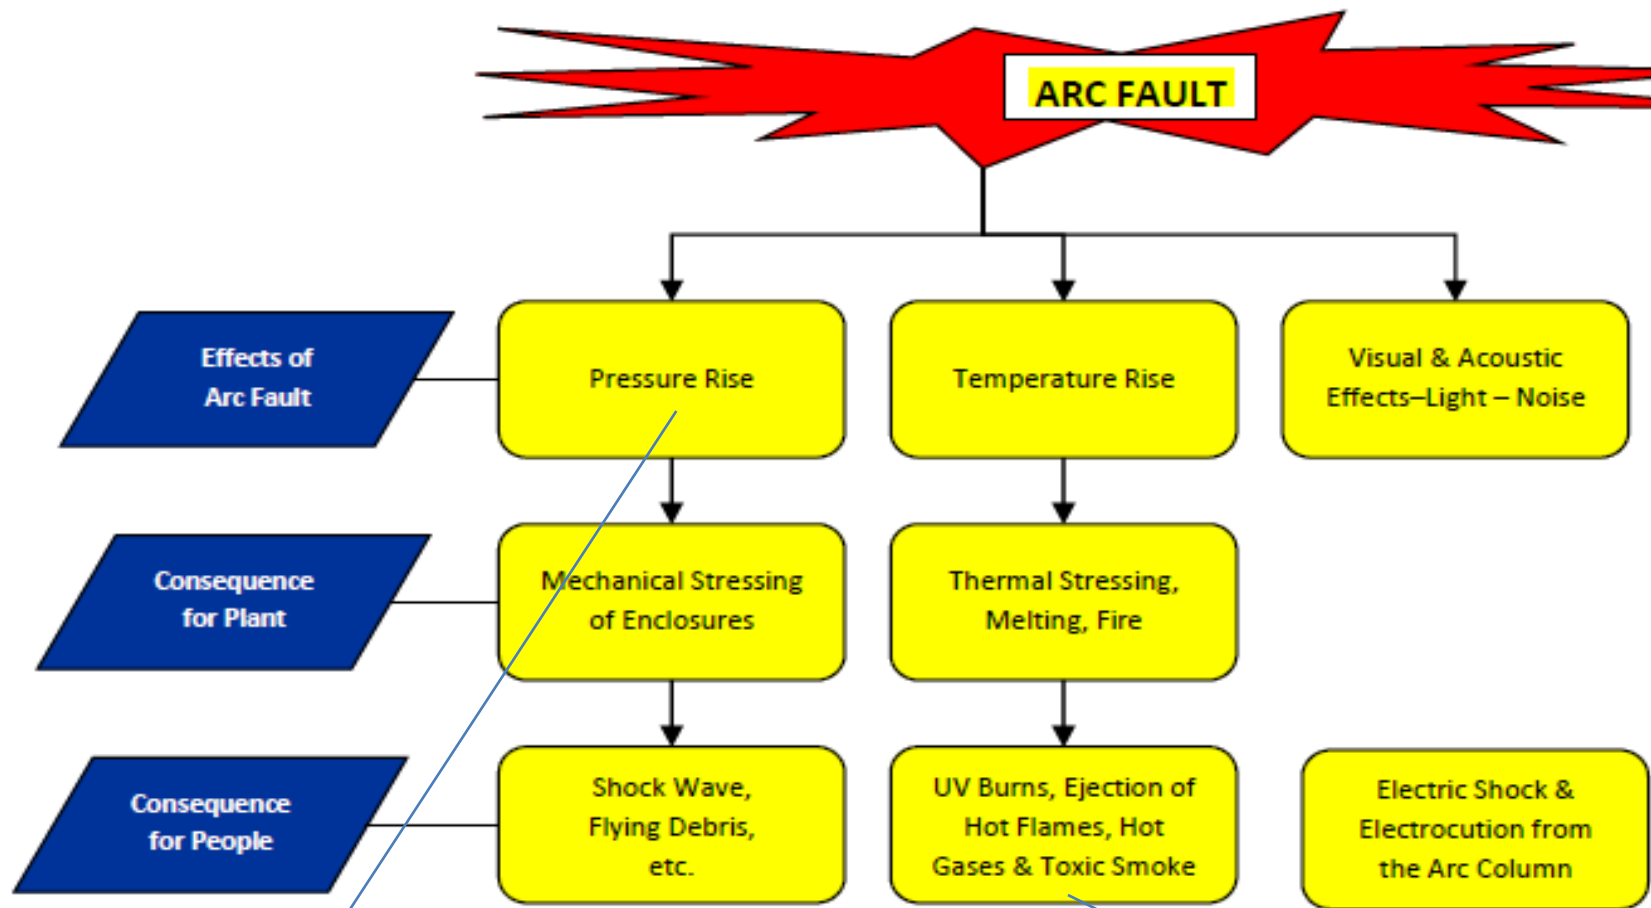 ARC FAULT
Effects of
Arc Fault
Pressure Rise
Temperature Rise
Visual & Acoustic
Effects–Light – Noise
Consequence
for Plant
Mechanical Stressing
of Enclosures
Thermal Stressing,
Melting, Fire
Consequence
for People
Shock Wave,
Flying Debris,
etc.
UV Burns, Ejection of
Hot Flames, Hot
Gases & Toxic Smoke
Electric Shock &
Electrocution from
the Arc Column